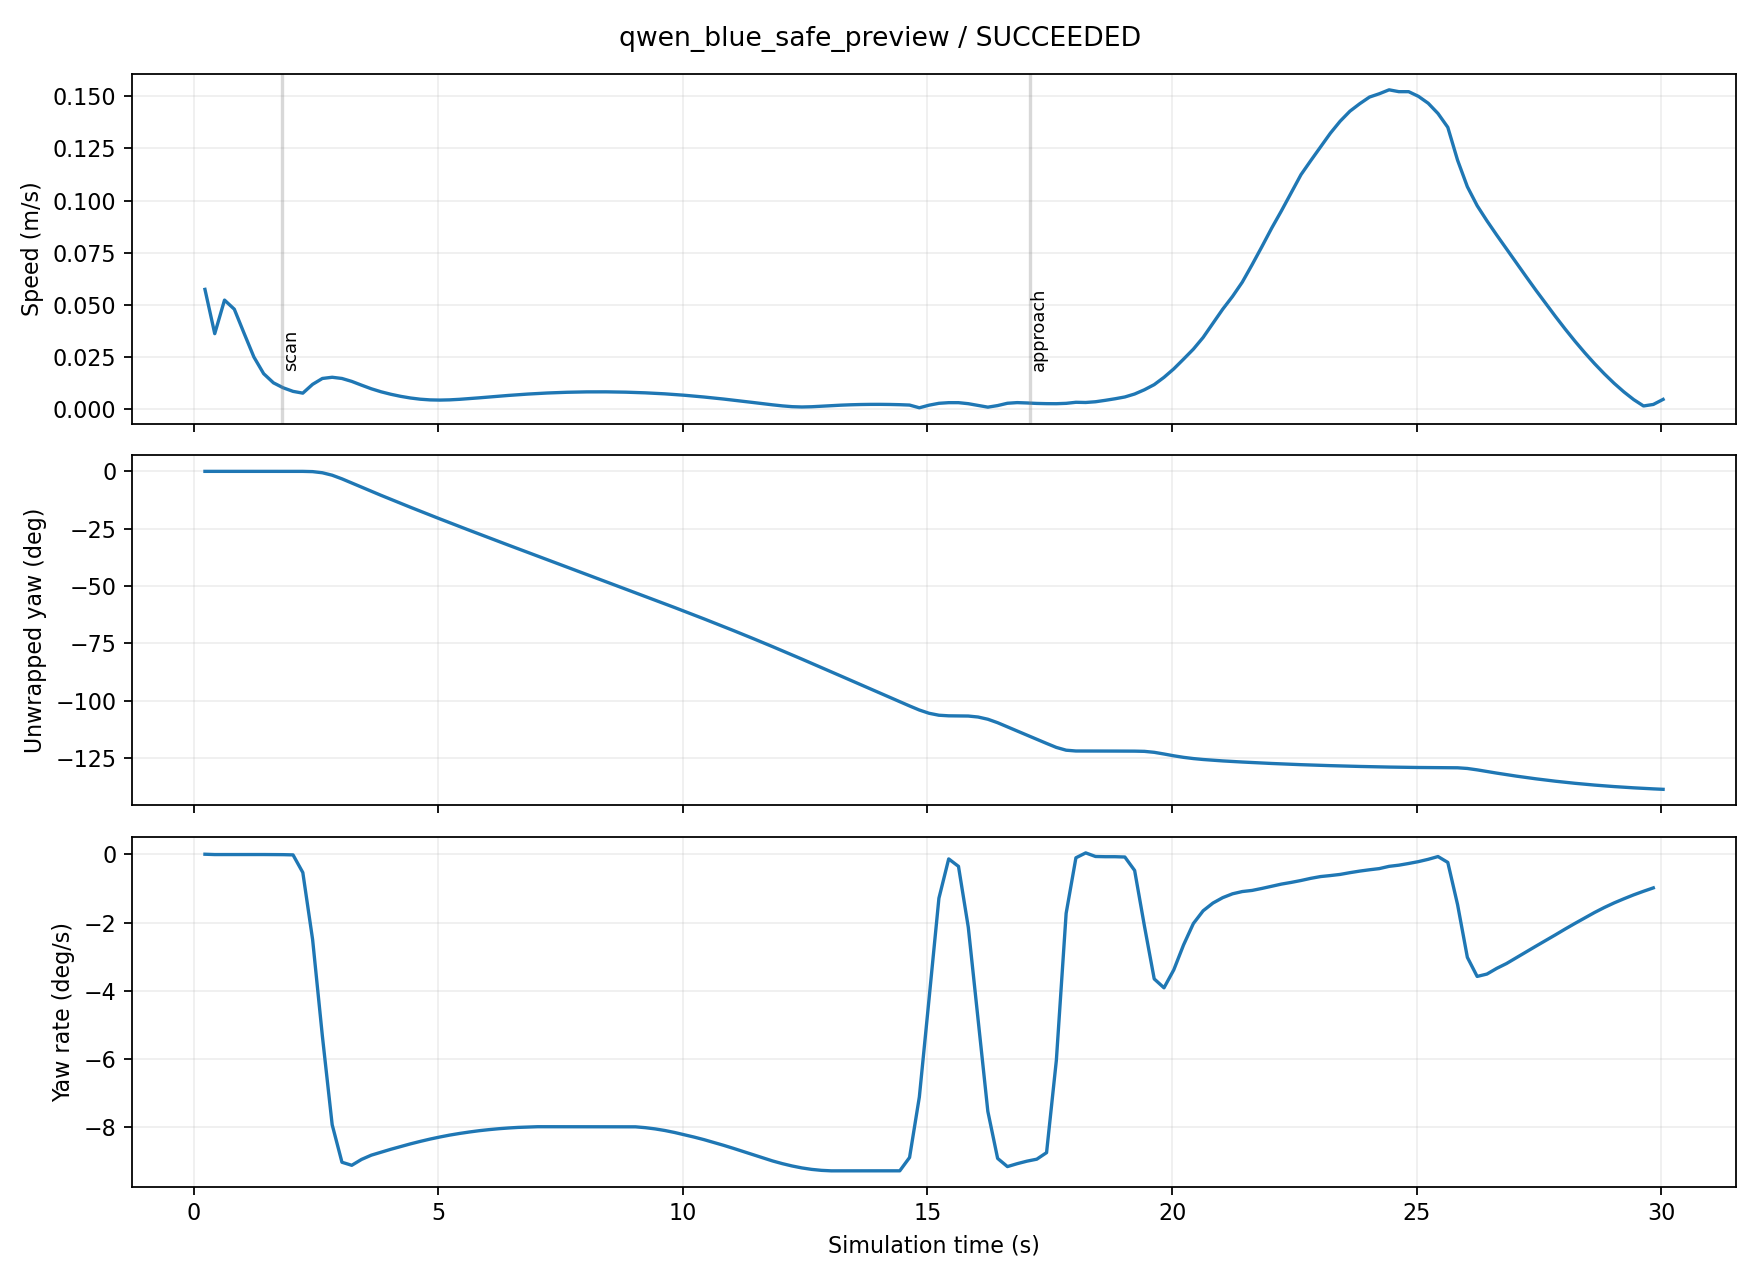 qwen_blue_safe_preview / SUCCEEDED
Speed (m/s)
0.150
0.125
0.100
0.075
0.050
0.025
0.000
scan
approach
Unwrapped yaw (deg)
0
−25
−50
−75
−100
−125
Yaw rate (deg/s)
0
−2
−4
−6
−8
0 5 10 15 20 25 30
Simulation time (s)